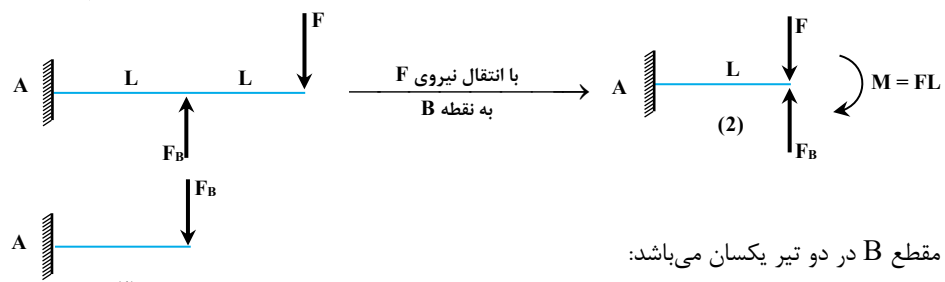 F
A
L
L
F_B
با انتقال نیروی F
به نقطه B
F
A
L
(2)
M = FL
F_B
F_B
A
مقطع B در دو تیر یکسان می‌باشد: